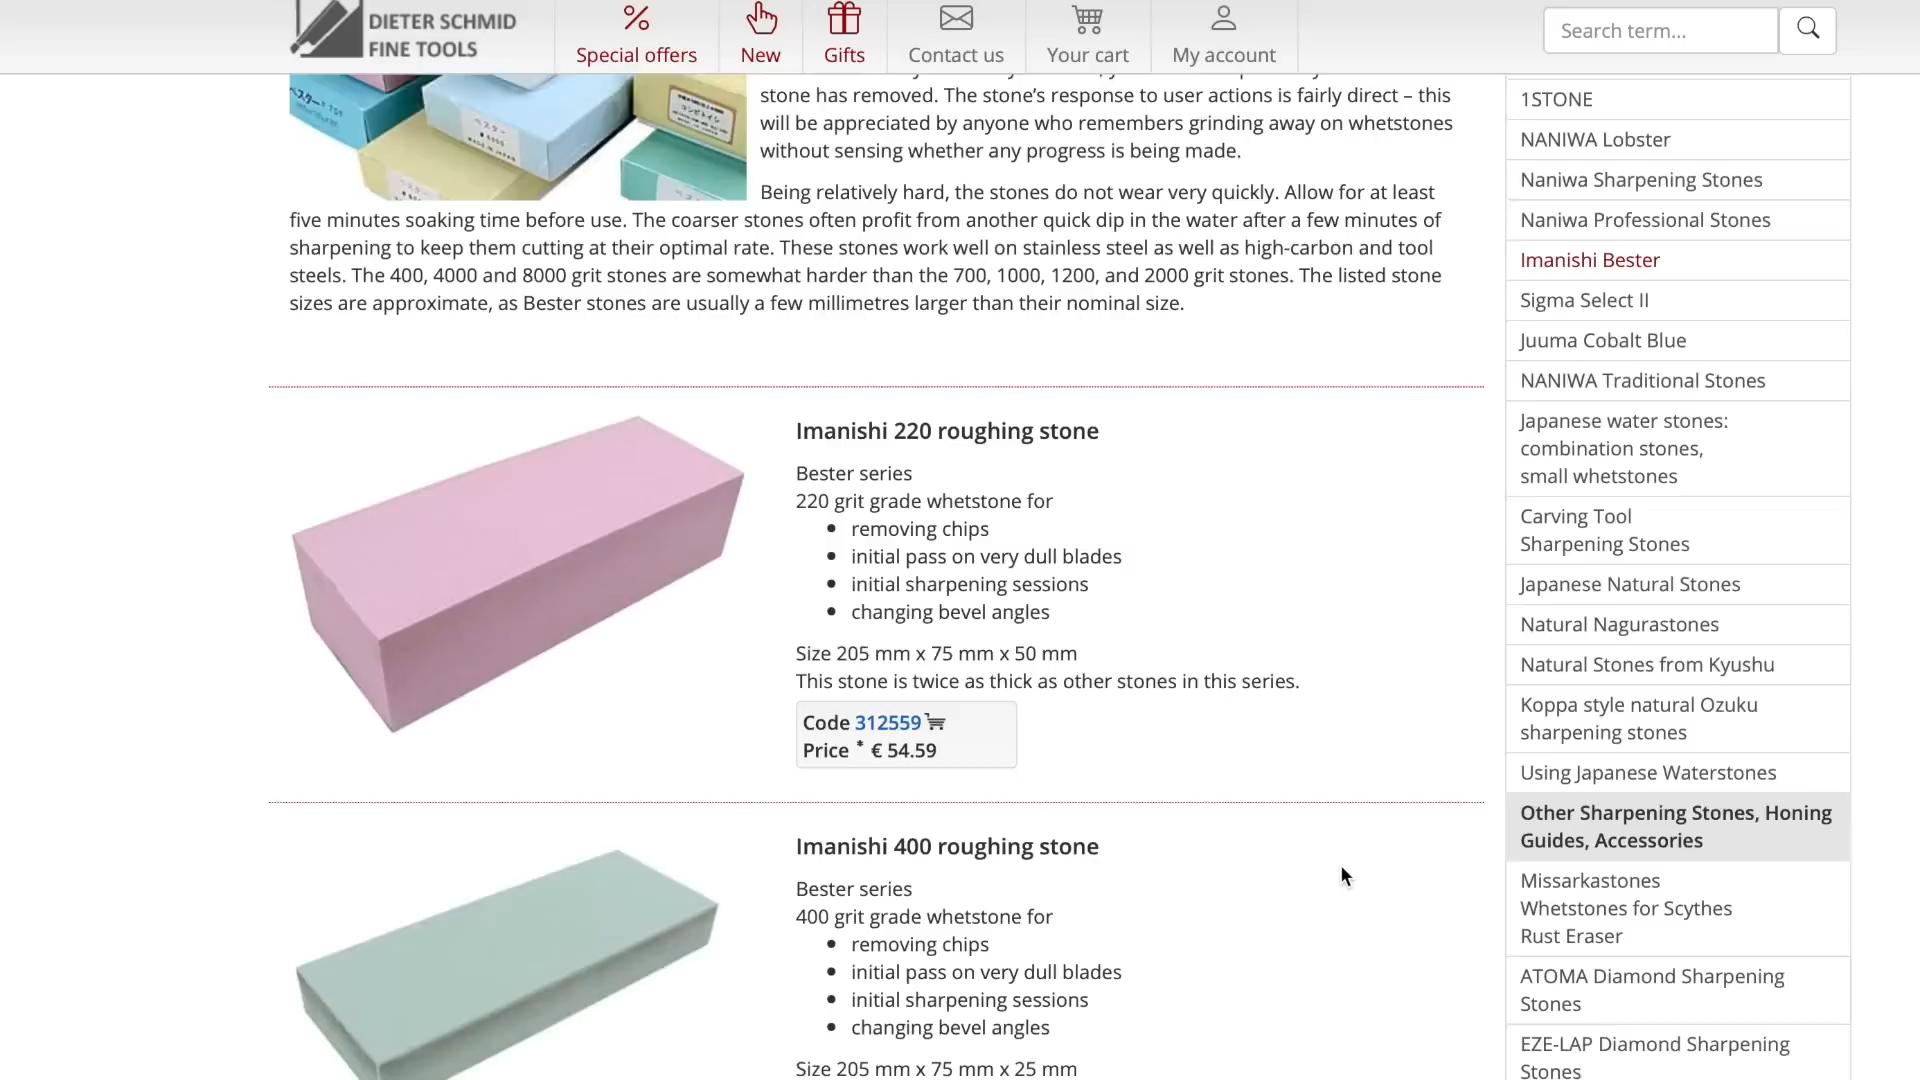 DIETER SCHMID
FINE TOOLS
Special offers
New
Gifts
Contact us
Your cart
My account
Search term...
stone has removed. The stone’s response to user actions is fairly direct – this
will be appreciated by anyone who remembers grinding away on whetstones
without sensing whether any progress is being made.
Being relatively hard, the stones do not wear very quickly. Allow for at least
five minutes soaking time before use. The coarser stones often profit from another quick dip in the water after a few minutes of
sharpening to keep them cutting at their optimal rate. These stones work well on stainless steel as well as high-carbon and tool
steels. The 400, 4000 and 8000 grit stones are somewhat harder than the 700, 1000, 1200, and 2000 grit stones. The listed stone
sizes are approximate, as Bester stones are usually a few millimetres larger than their nominal size.
Imanishi 220 roughing stone
Bester series
220 grit grade whetstone for
removing chips
initial pass on very dull blades
initial sharpening sessions
changing bevel angles
Size 205 mm x 75 mm x 50 mm
This stone is twice as thick as other stones in this series.
Code 312559
Price * € 54.59
Imanishi 400 roughing stone
Bester series
400 grit grade whetstone for
removing chips
initial pass on very dull blades
initial sharpening sessions
changing bevel angles
Size 205 mm x 75 mm x 25 mm
1STONE
NANIWA Lobster
Naniwa Sharpening Stones
Naniwa Professional Stones
Imanishi Bester
Sigma Select II
Juuma Cobalt Blue
NANIWA Traditional Stones
Japanese water stones:
combination stones,
small whetstones
Carving Tool
Sharpening Stones
Japanese Natural Stones
Natural Nagurastones
Natural Stones from Kyushu
Koppa style natural Ozuku
sharpening stones
Using Japanese Waterstones
Other Sharpening Stones, Honing
Guides, Accessories
Missarkastones
Whetstones for Scythes
Rust Eraser
ATOMA Diamond Sharpening
Stones
EZE-LAP Diamond Sharpening
Stones